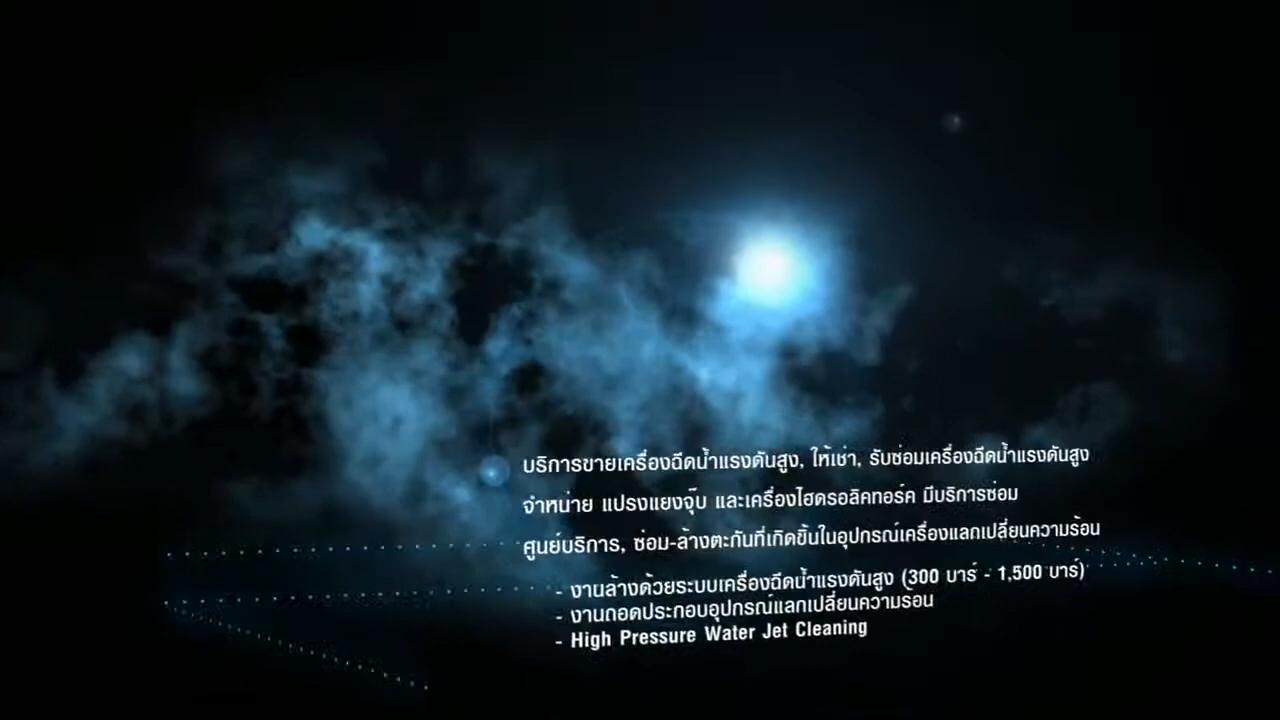 บริการขายเครื่องฉีดน้ำแรงดันสูง, ให้เช่า, รับซ่อมเครื่องฉีดน้ำแรงดันสูง
จำหน่าย แปรงแยงจุ๊บ และเครื่องไฮดรอลิคทอร์ค มีบริการซ่อม
ศูนย์บริการ, ซ่อม-ล้างตะกันที่เกิดขึ้นในอุปกรณ์เครื่องแลกเปลี่ยนความร้อน
- งานล้างด้วยระบบเครื่องฉีดน้ำแรงดันสูง (300 บาร์ - 1,500 บาร์)
- งานถอดประกอบอุปกรณ์แลกเปลี่ยนความร้อน
- High Pressure Water Jet Cleaning